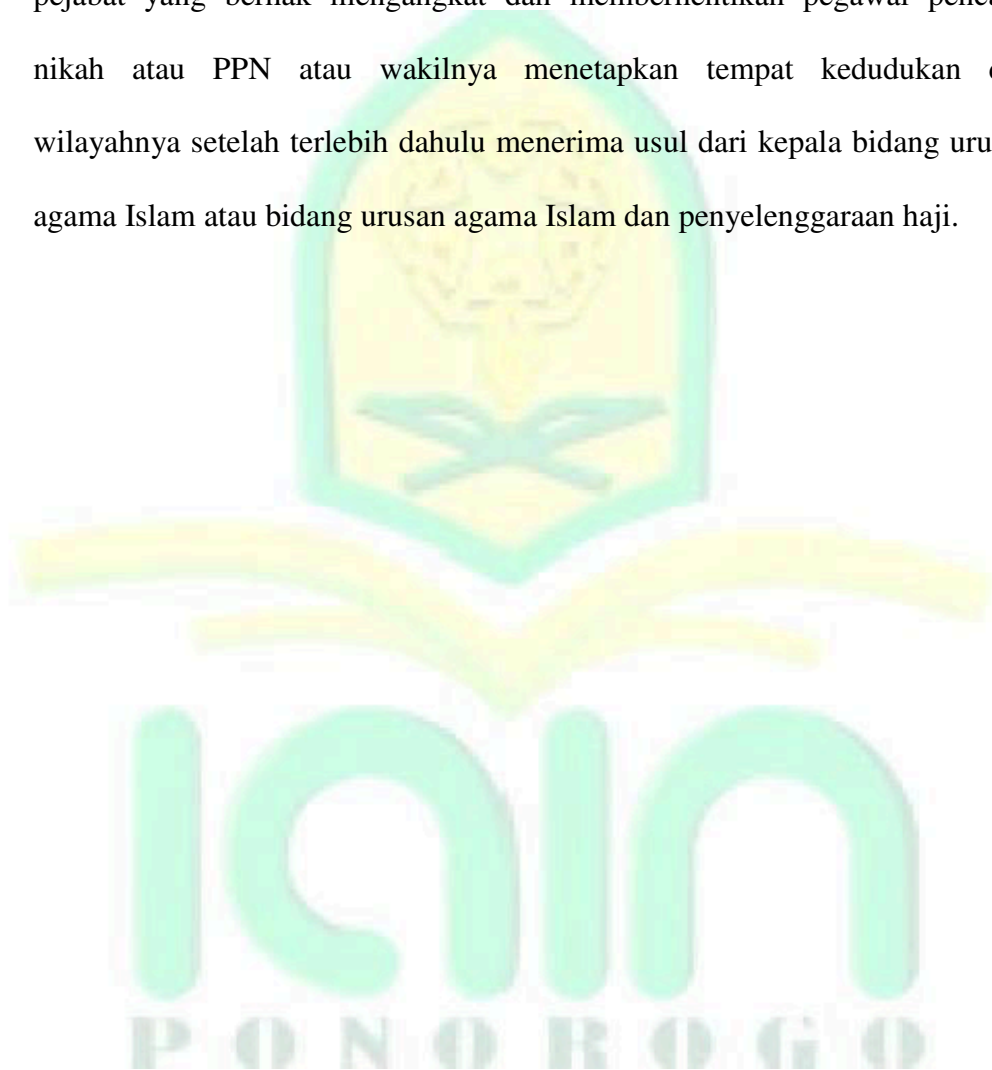 pejabat yang berhak mengangkat dan memberhentikan pegawai
nikah atau PPN atau wakilnya menetapkan tempat kedudukan
wilayahnya setelah terlebih dahulu menerima usul dari kepala bidang
agama Islam atau bidang urusan agama Islam dan penyelenggaraan haji.
iain
PONOROGO